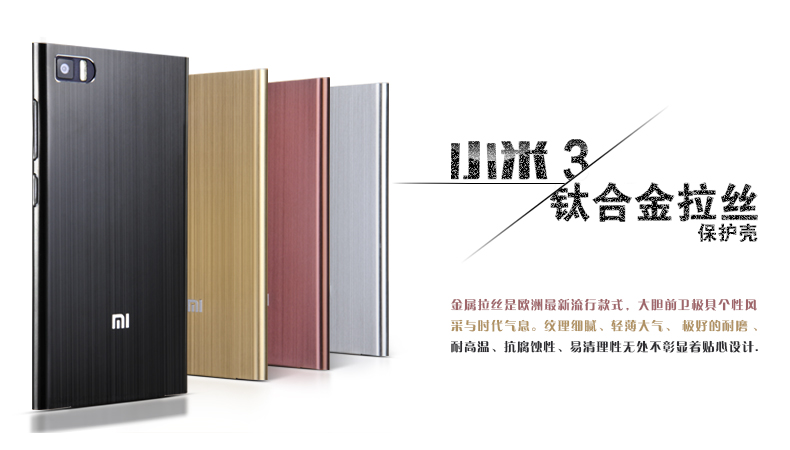 小米 3
钛合金拉丝
保护壳
金属拉丝是欧洲最新流行款式，大胆前卫极具个性风
采与时代气息。纹理细腻、轻薄大气、极好的耐磨、
耐高温、抗腐蚀性、易清理性无处不彰显着贴心设计.
MI
MI